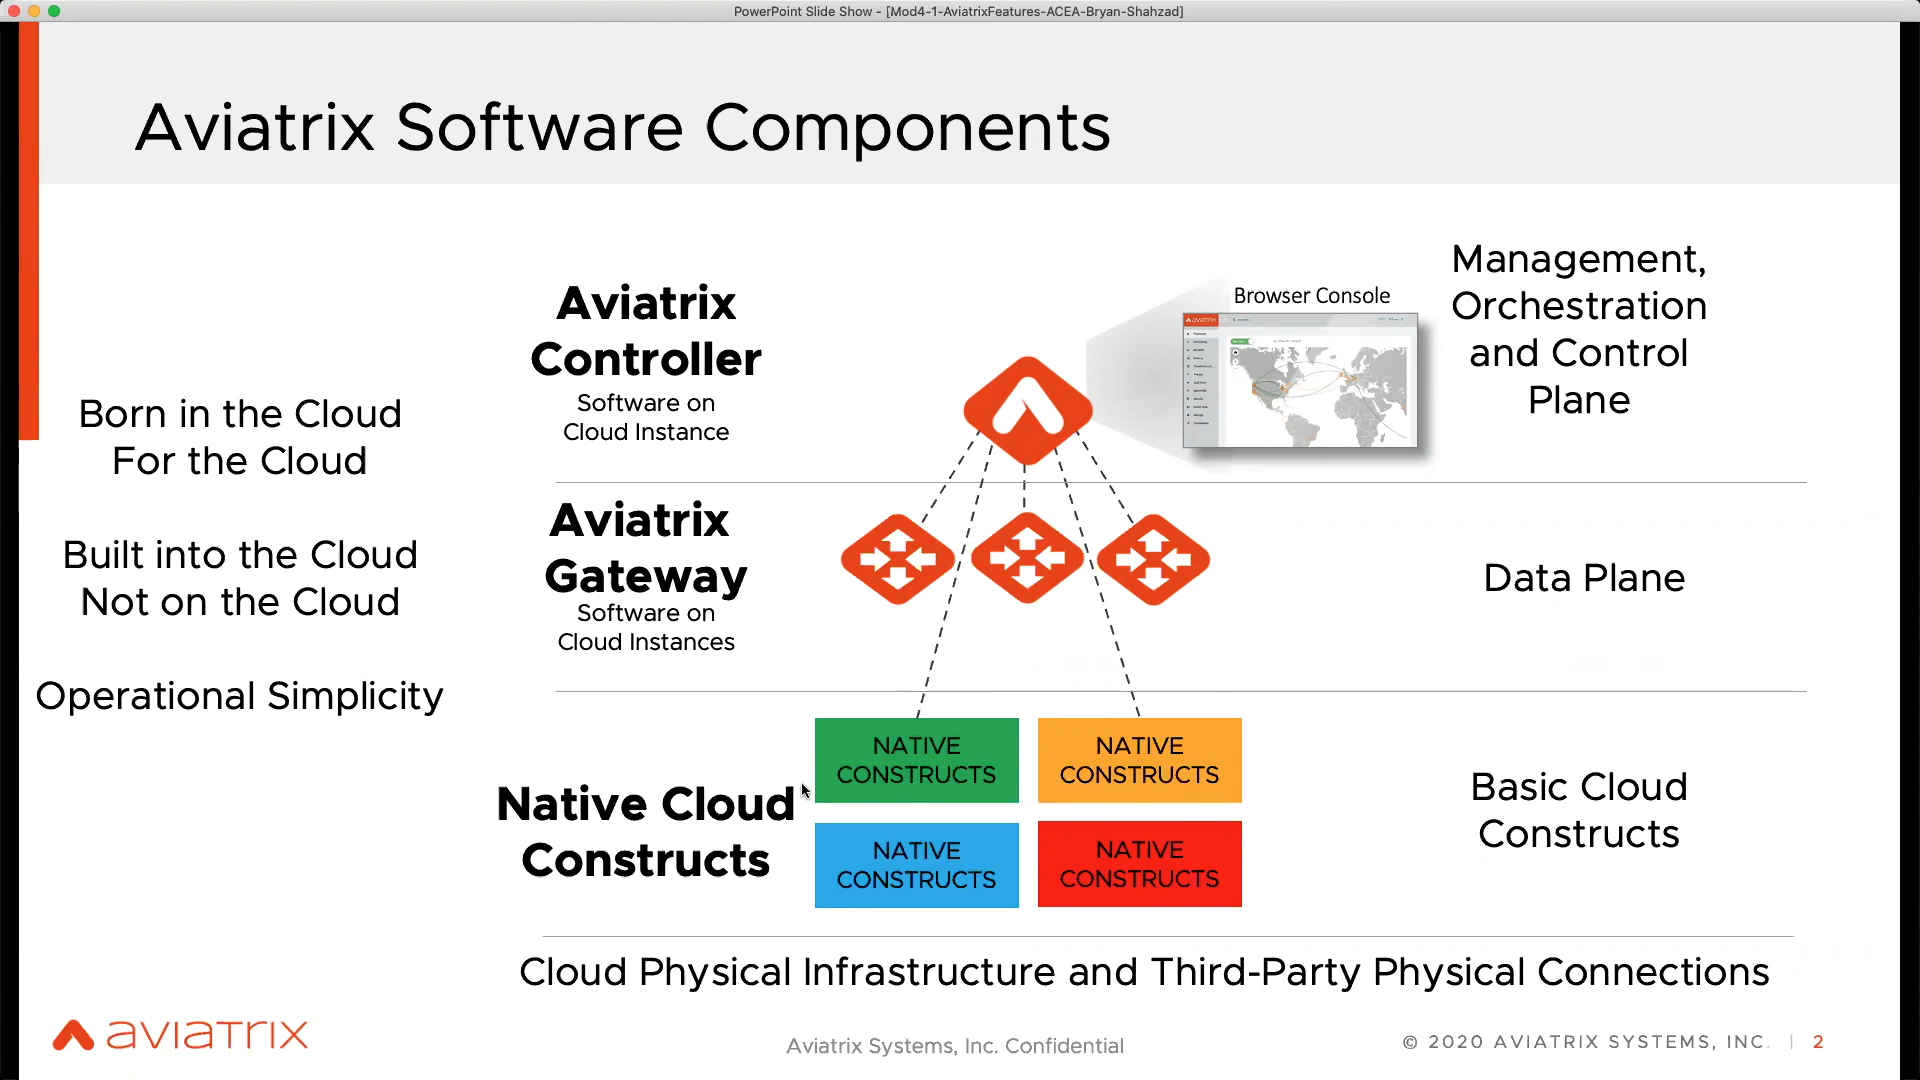 PowerPoint Slide Show - [Mod4-1-AviatrixFeatures-ACEA-Bryan-Shahzad]
Aviatrix Software Components
Born in the Cloud
For the Cloud
Built into the Cloud
Not on the Cloud
Operational Simplicity
Aviatrix
Controller
Software on
Cloud Instance
Browser Console
AVIATRIX
Management,
Orchestration
and Control
Plane
Aviatrix
Gateway
Software on
Cloud Instances
Data Plane
Native Cloud
Constructs
NATIVE
CONSTRUCTS
NATIVE
CONSTRUCTS
NATIVE
CONSTRUCTS
NATIVE
CONSTRUCTS
Basic Cloud
Constructs
Cloud Physical Infrastructure and Third-Party Physical Connections
aviatrix
Aviatrix Systems, Inc. Confidential
© 2020 AVIATRIX SYSTEMS, INC. | 2